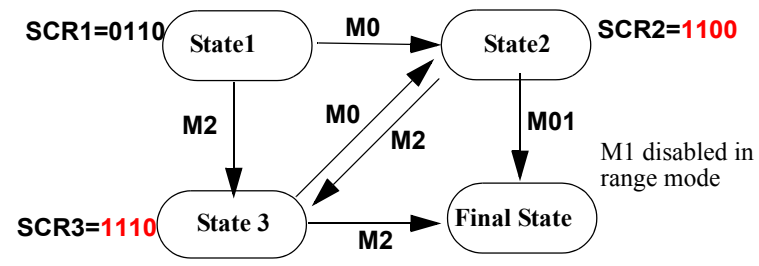 SCR1=0110
State1
M0
State2
SCR2=1100
M2
M0
M2
M01
M1 disabled in
range mode
SCR3=1110
State 3
M2
Final State